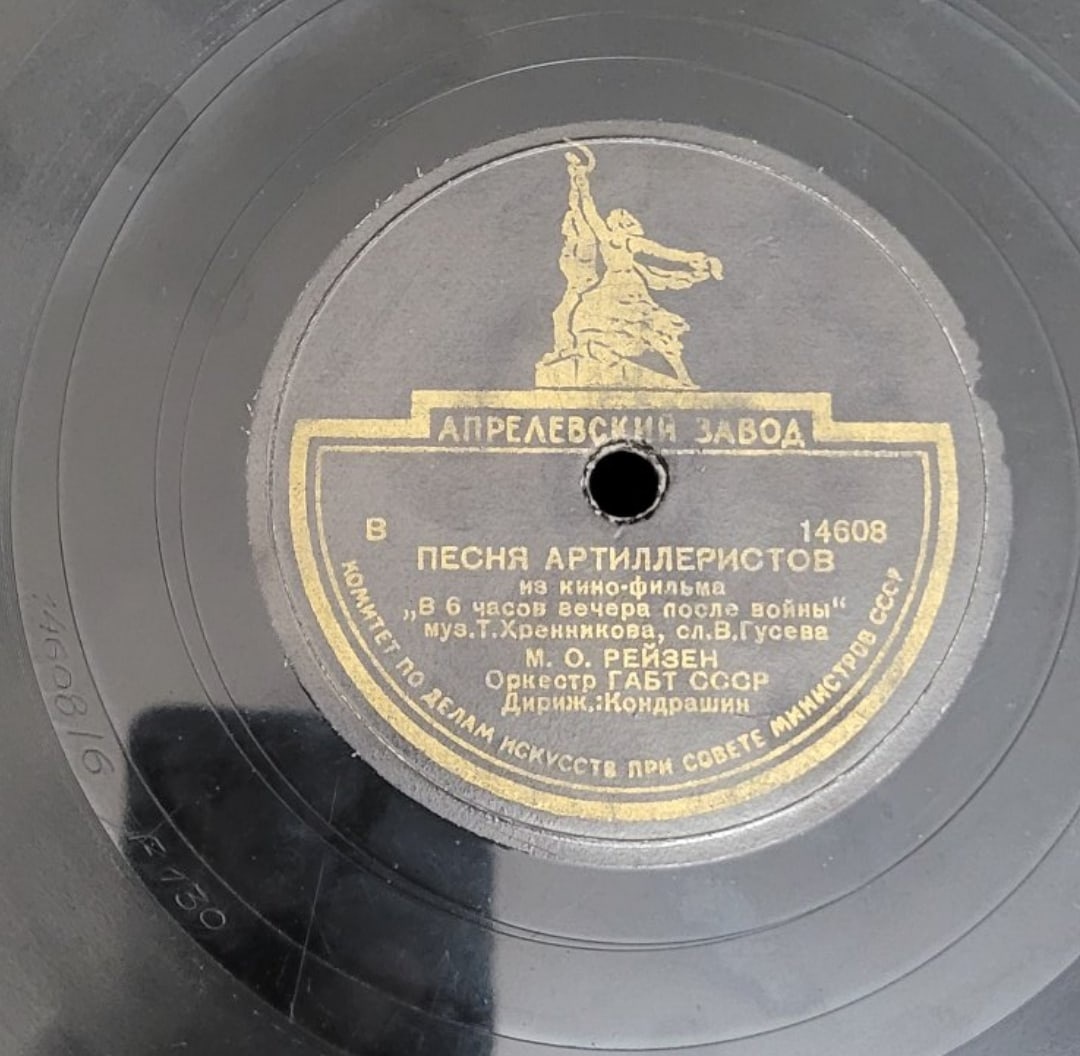 АПРЕЛЕВСКИЙ ЗАВОД
В 14608
ПЕСНЯ АРТИЛЛЕРИСТОВ
из кино-фильма
„В 6 часов вечера после войны“
муз.Т.Хренникова, сл.В.Гусева
М. О. РЕЙЗЕН
Оркестр ГАБТ СССР
Дириж.:Кондрашин
КОМИТЕТ ПО ДЕЛАМ ИСКУССТВ ПРИ СОВЕТЕ МИНИСТРОВ СССР
14608/6
130